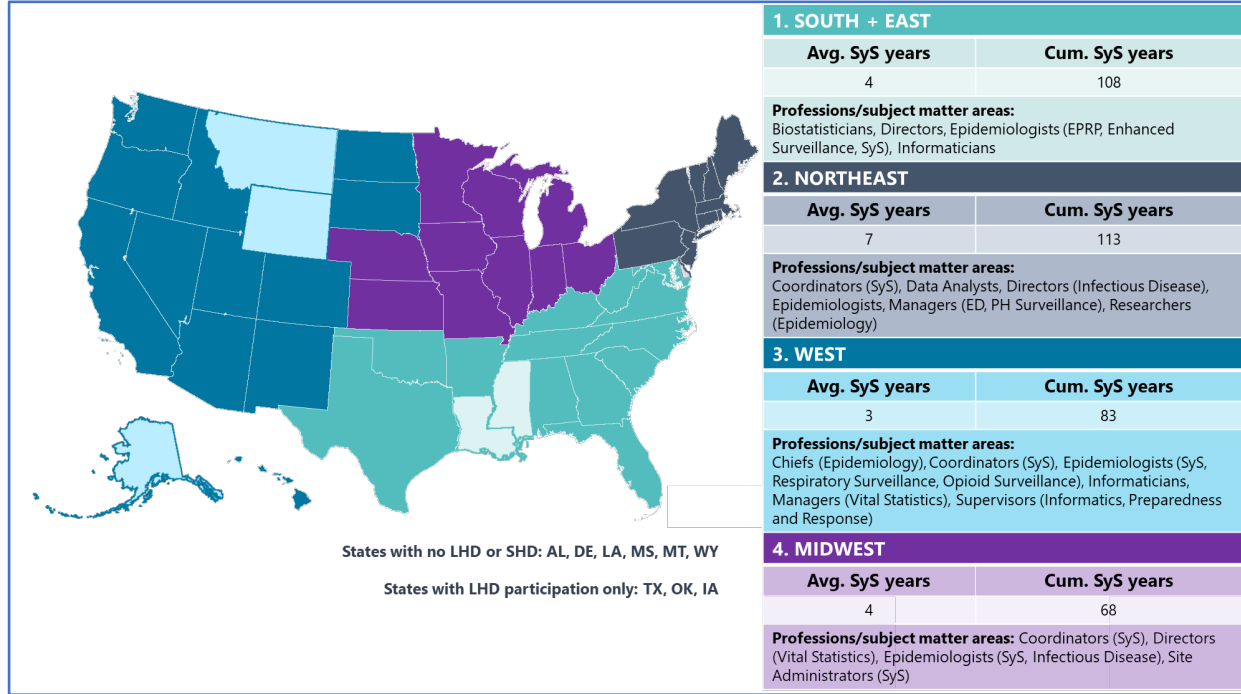 1. SOUTH + EAST
Avg. SyS years
Cum. SyS years
4
108
Professions/subject matter areas:
Biostatisticians, Directors, Epidemiologists (EPRP, Enhanced
Surveillance, SyS), Informaticians
2. NORTHEAST
Avg. SyS years
Cum. SyS years
7
113
Professions/subject matter areas:
Coordinators (SyS), Data Analysts, Directors (Infectious Disease),
Epidemiologists, Managers (ED, PH Surveillance), Researchers
(Epidemiology)
3. WEST
Avg. SyS years
Cum. SyS years
3
83
Professions/subject matter areas:
Chiefs (Epidemiology), Coordinators (SyS), Epidemiologists (SyS,
Respiratory Surveillance, Opioid Surveillance), Informaticians,
Managers (Vital Statistics), Supervisors (Informatics, Preparedness
and Response)
4. MIDWEST
Avg. SyS years
Cum. SyS years
4
68
Professions/subject matter areas: Coordinators (SyS), Directors
(Vital Statistics), Epidemiologists (SyS, Infectious Disease), Site
Administrators (SyS)
States with no LHD or SHD: AL, DE, LA, MS, MT, WY
States with LHD participation only: TX, OK, IA